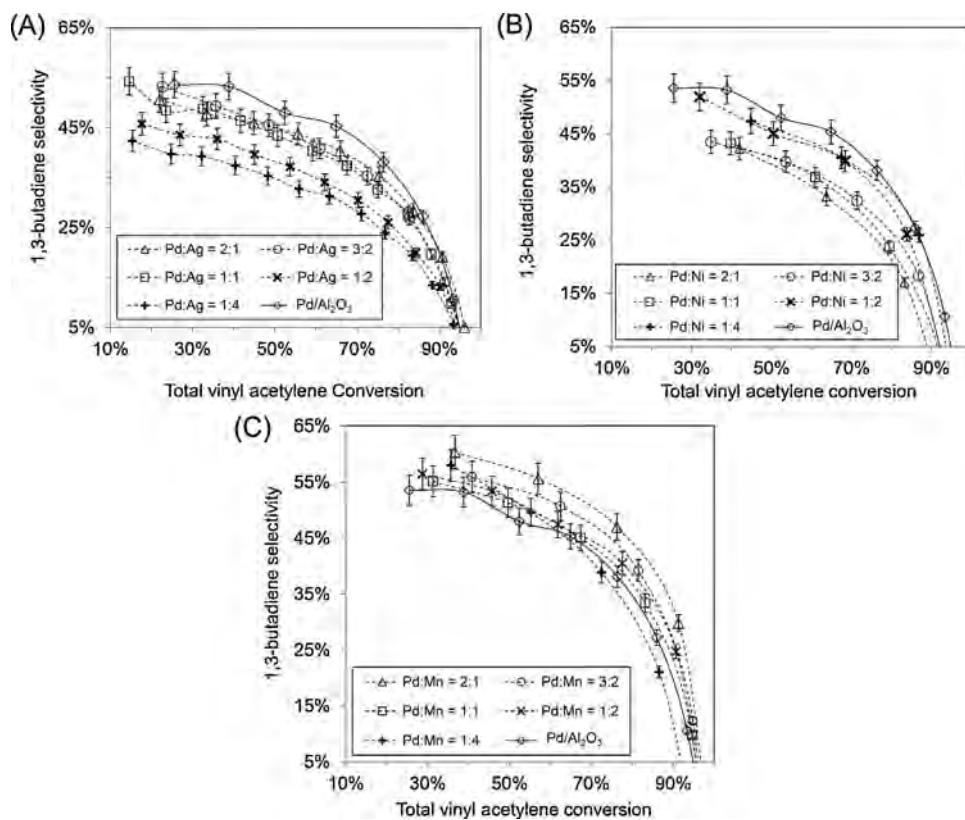 (A)
65%
45%
25%
5%
1,3-butadiene selectivity
Pd:Ag = 2:1 Pd:Ag = 3:2
Pd:Ag = 1:1 Pd:Ag = 1:2
Pd:Ag = 1:4 Pd/Al₂O₃
10% 30% 50% 70% 90%
Total vinyl acetylene Conversion
(B)
65%
55%
45%
35%
25%
15%
5%
1,3-butadiene selectivity
Pd:Ni = 2:1 Pd:Ni = 3:2
Pd:Ni = 1:1 Pd:Ni = 1:2
Pd:Ni = 1:4 Pd/Al₂O₃
10% 30% 50% 70% 90%
Total vinyl acetylene conversion
(C)
65%
55%
45%
35%
25%
15%
5%
1,3-butadiene selectivity
Pd:Mn = 2:1 Pd:Mn = 3:2
Pd:Mn = 1:1 Pd:Mn = 1:2
Pd:Mn = 1:4 Pd/Al₂O₃
10% 30% 50% 70% 90%
Total vinyl acetylene conversion